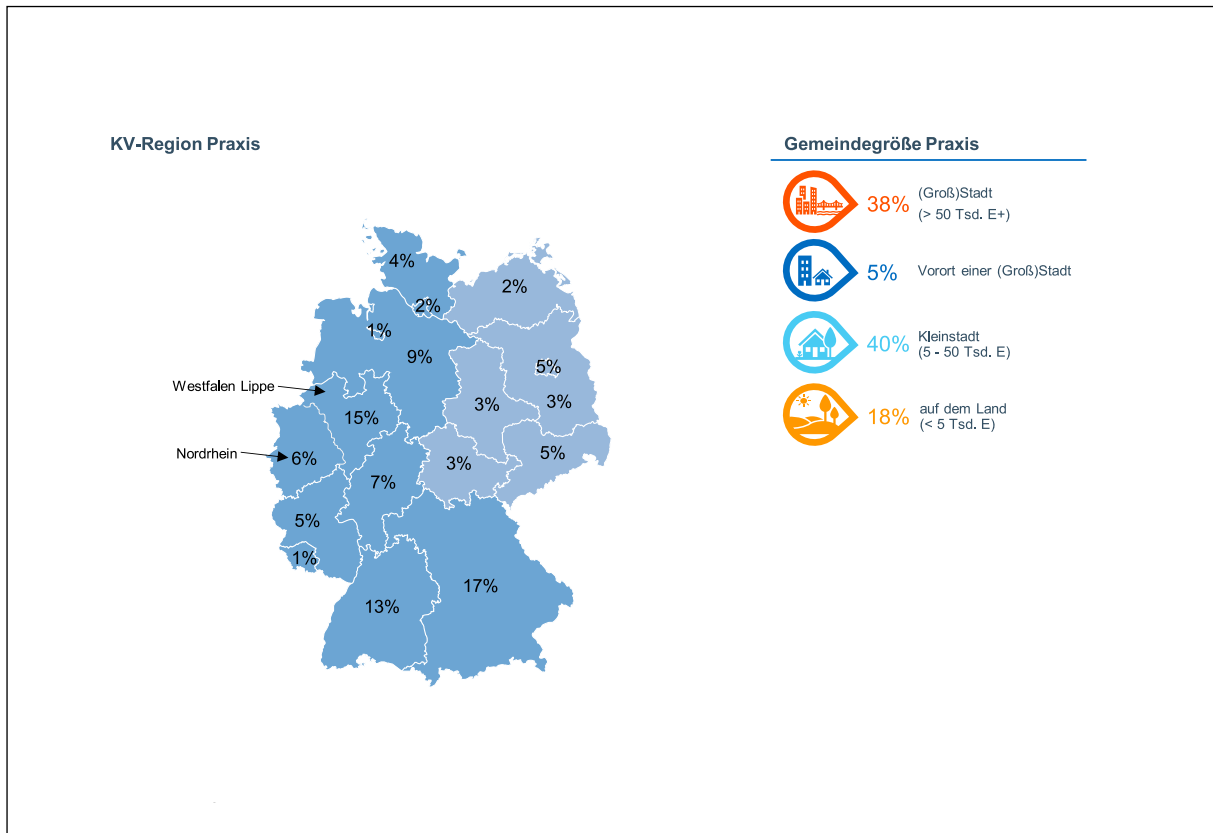 KV-Region Praxis
4%
2%
2%
1%
9%
5%
Westfalen Lippe
3%
3%
15%
Nordrhein
6%
3%
5%
7%
5%
1%
17%
13%
Gemeindegröße Praxis
38%
(Groß)Stadt
(> 50 Tsd. E+)
5%
Vorort einer (Groß)Stadt
40%
Kleinstadt
(5 - 50 Tsd. E)
18%
auf dem Land
(< 5 Tsd. E)